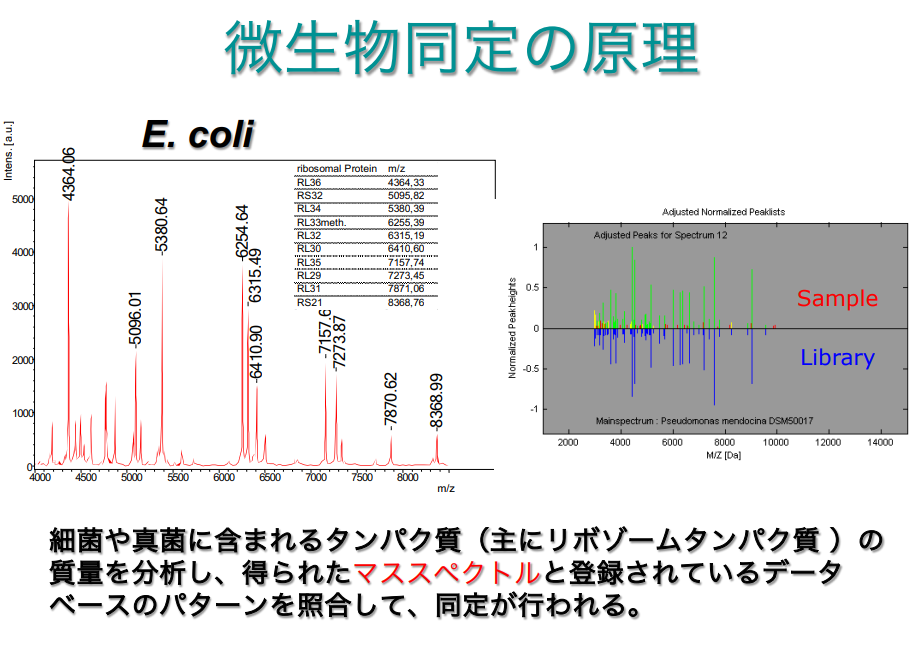 微生物同定の原理
E. coli
Intens. [a.u.]
4364.06
5096.01
5380.64
6254.64
6315.49
6410.90
7157.6
7273.87
7870.62
8368.99
ribosomal Protein m/z
RL36 4364,33
RS32 5095,82
RL34 5380,39
RL33meth. 6255,39
RL32 6315,19
RL30 6410,60
RL35 7157,74
RL29 7273,45
RL31 7871,06
RS21 8368,76
5000
4000
3000
2000
1000
0
4000 4500 5000 5500 6000 6500 7000 7500 8000
m/z
Adjusted Normalized Peaklists
Adjusted Peaks for Spectrum 12
Normalized Peakheights
1
0.5
0
-0.5
-1
Sample
Library
Mainspectrum : Pseudomonas mendocina DSM50017
2000 4000 6000 8000 10000 12000 14000
M/Z [Da]
細菌や真菌に含まれるタンパク質（主にリボゾームタンパク質 ）の
質量を分析し、得られたマススペクトルと登録されているデータ
ベースのパターンを照合して、同定が行われる。